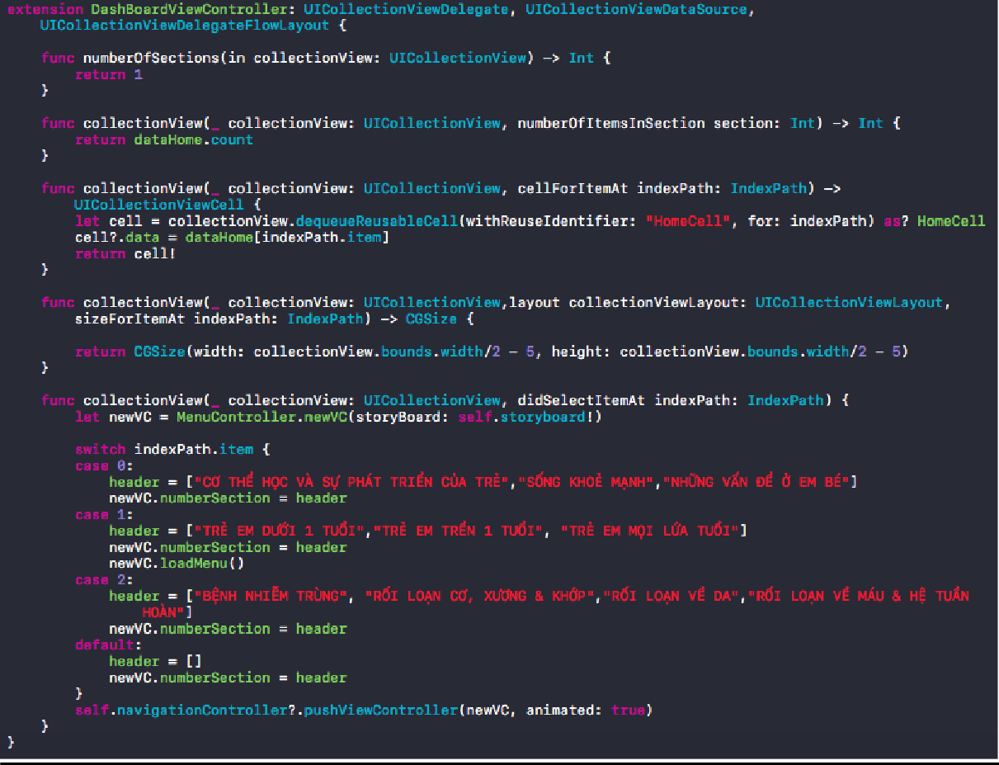 extension DashBoardViewController: UICollectionViewDelegate, UICollectionViewDataSource,
    UICollectionViewDelegateFlowLayout {

    func numberOfSections(in collectionView: UICollectionView) -> Int {
        return 1
    }

    func collectionView(_ collectionView: UICollectionView, numberOfItemsInSection section: Int) -> Int {
        return dataHome.count
    }

    func collectionView(_ collectionView: UICollectionView, cellForItemAt indexPath: IndexPath) ->
        UICollectionViewCell {
        let cell = collectionView.dequeueReusableCell(withReuseIdentifier: "HomeCell", for: indexPath) as? HomeCell
        cell?.data = dataHome[indexPath.item]
        return cell!
    }

    func collectionView(_ collectionView: UICollectionView,layout collectionViewLayout: UICollectionViewLayout,
        sizeForItemAt indexPath: IndexPath) -> CGSize {

        return CGSize(width: collectionView.bounds.width/2 - 5, height: collectionView.bounds.width/2 - 5)
    }

    func collectionView(_ collectionView: UICollectionView, didSelectItemAt indexPath: IndexPath) {
        let newVC = MenuController.newVC(storyBoard: self.storyboard!)

        switch indexPath.item {
        case 0:
            header = ["CƠ THỂ HỌC VÀ SỰ PHÁT TRIỂN CỦA TRẺ","SỐNG KHOẺ MẠNH","NHỮNG VẤN ĐỂ Ở EM BÉ"]
            newVC.numberSection = header
        case 1:
            header = ["TRẺ EM DƯỚI 1 TUỔI","TRẺ EM TRÊN 1 TUỔI", "TRẺ EM MỌI LỨA TUỔI"]
            newVC.numberSection = header
            newVC.loadMenu()
        case 2:
            header = ["BỆNH NHIỄM TRÙNG", "RỐI LOẠN CƠ, XƯƠNG & KHỚP","RỐI LOẠN VỀ DA","RỐI LOẠN VỀ MÁU & HỆ TUẦN
                HOÀN"]
            newVC.numberSection = header
        default:
            header = []
            newVC.numberSection = header
        }
        self.navigationController?.pushViewController(newVC, animated: true)
    }
}